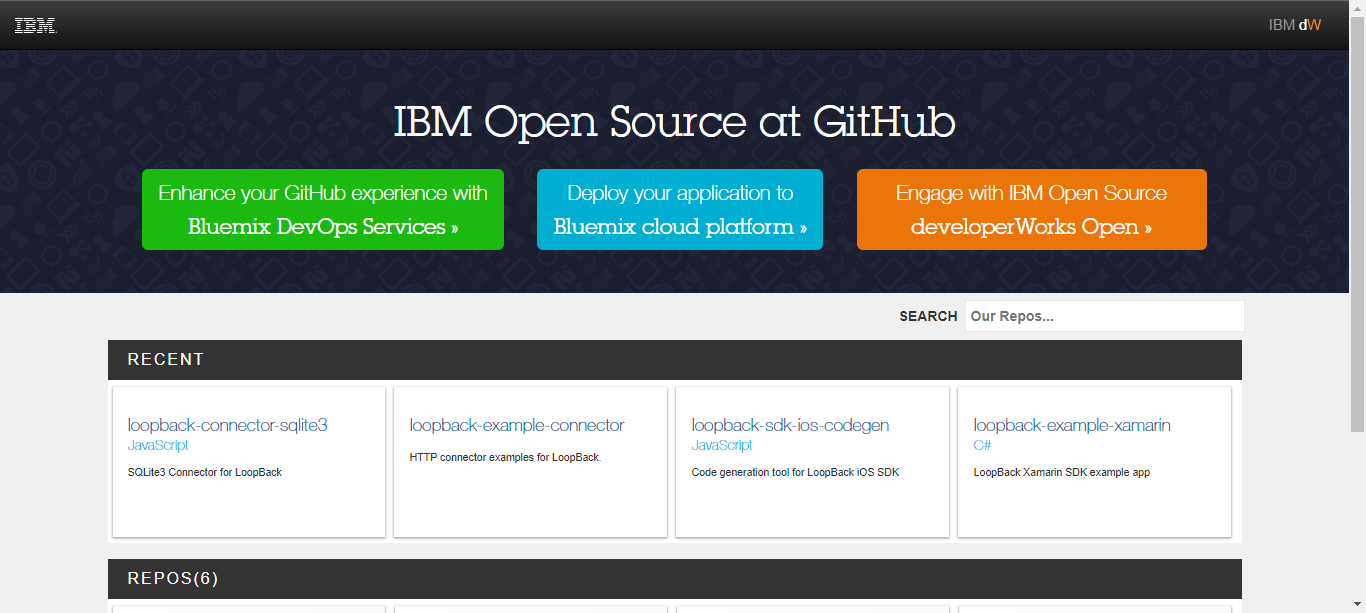 IBM
IBM dW
IBM Open Source at GitHub
Enhance your GitHub experience with
Bluemix DevOps Services »
Deploy your application to
Bluemix cloud platform »
Engage with IBM Open Source
developerWorks Open »
SEARCH Our Repos...
RECENT
loopback-connector-sqlite3
JavaScript
SQLite3 Connector for LoopBack
loopback-example-connector
HTTP connector examples for LoopBack.
loopback-sdk-ios-codegen
JavaScript
Code generation tool for LoopBack iOS SDK
loopback-example-xamarin
C#
LoopBack Xamarin SDK example app
REPOS(6)